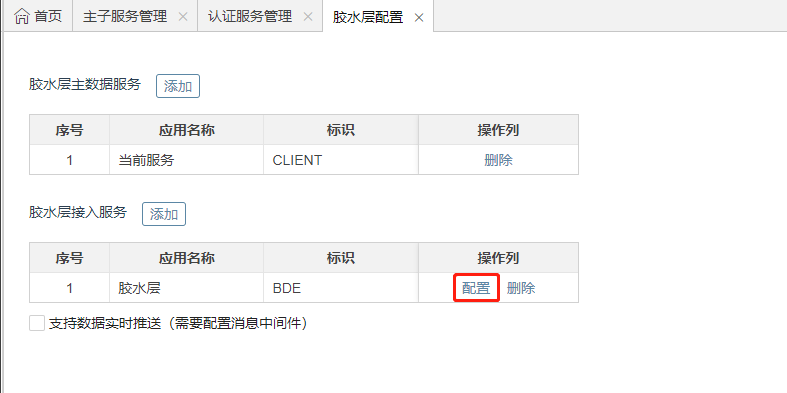 首页 主子服务管理 认证服务管理 胶水层配置
胶水层主数据服务 添加
序号 应用名称 标识 操作列
1 当前服务 CLIENT 删除
胶水层接入服务 添加
序号 应用名称 标识 操作列
1 胶水层 BDE 配置 删除
支持数据实时推送（需要配置消息中间件）